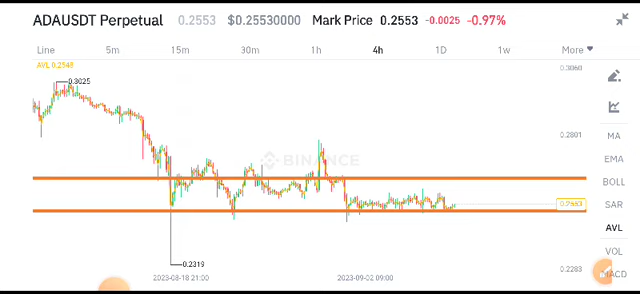 ADAUSDT Perpetual 0.2553 $0.25530000 Mark Price 0.2553 -0.0025 -0.97%
Line 5m 15m 30m 1h 4h 1D 1w More
AVL 0.2548
0.3025
0.3069
0.2801
MA
EMA
BINANCE
BOLL
0.2553
SAR
AVL
VOL
0.2319
0.2283
MACD
2023-08-18 21:00 2023-09-02 09:00